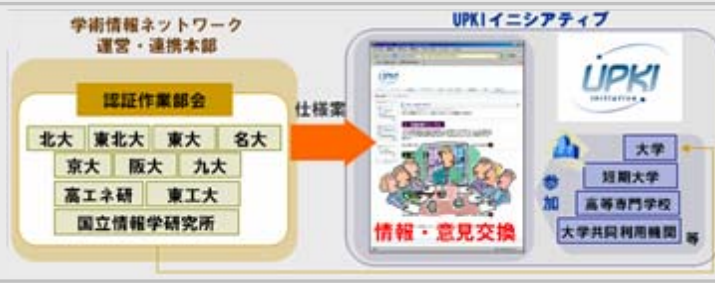 学術情報ネットワーク
運営・連携本部
認証作業部会
北大 東北大 東大 名大
京大 阪大 九大
高エネ研 東工大
国立情報学研究所
仕様案
UPKIイニシアティブ
UPKI
情報・意見交換
UPKI
initiative
参加
大学
短期大学
高等専門学校
大学共同利用機関 等